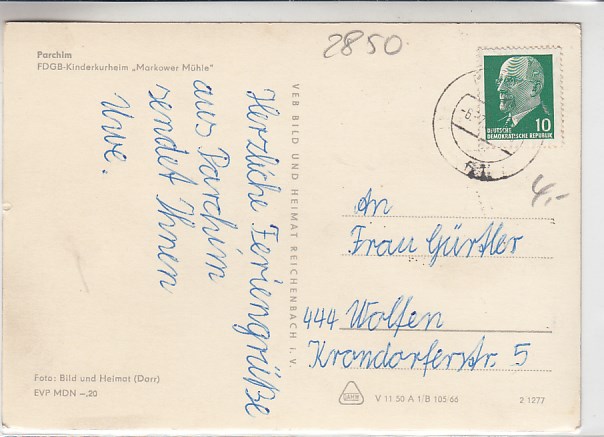 Parchim
FDGB-Kinderkurheim „Markower Mühle"
2850
Herzliche Feriengrüße
aus Parchim
sendet Ihnen
Uwe.
VEB BILD UND HEIMAT REICHENBACH i. V.
10
DEUTSCHE
DEMOKRATISCHE REPUBLIK
4,-
An
Frau Gürtler
444 Wolfen
Krondorferstr. 5
Foto: Bild und Heimat (Darr)
EVP MDN –,20
V 11 50 A 1/B 105/66
2 1277